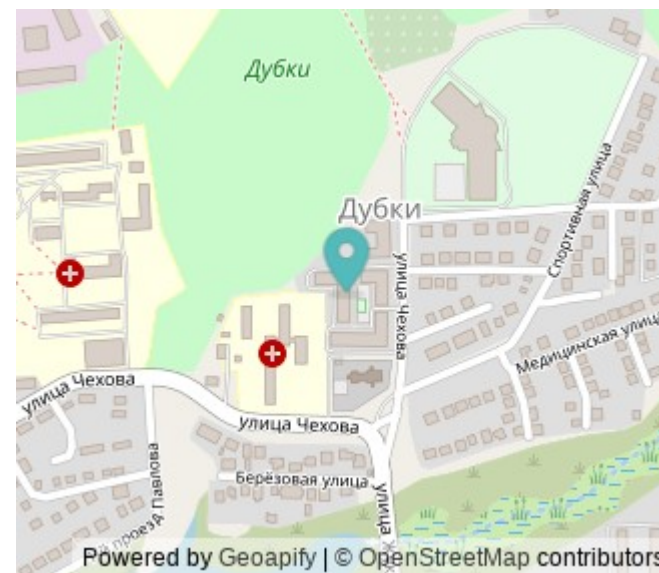 Дубки
Дубки
Спортивная улица
улица Чехова
Медицинская улица
улица Чехова
улица Чехова
Берёзовая улица
проезд Павлова
улица
Powered by Geoapify | © OpenStreetMap contributors